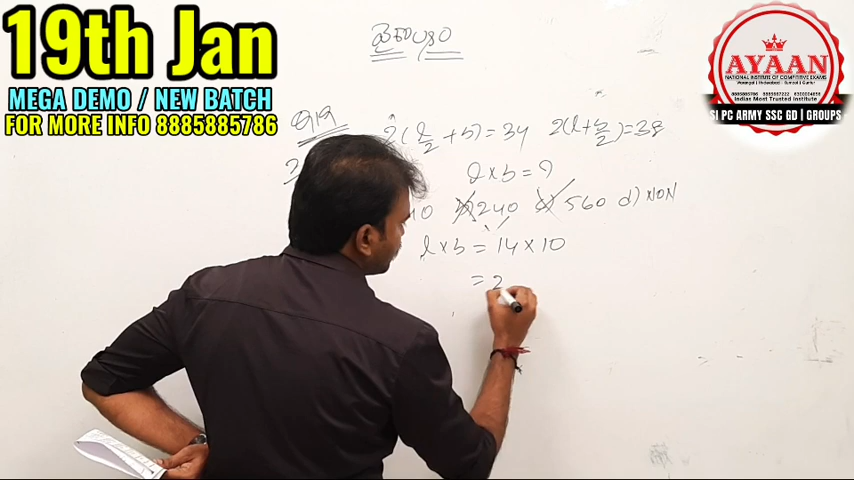 19th Jan
MEGA DEMO / NEW BATCH
FOR MORE INFO 8885885786
AYAAN
NATIONAL INSTITUTE OF COMPETITIVE EXAMS
Indias Most Trusted Institute
SI PC ARMY SSC GD | GROUPS
2(l/2 + b) = 34 2(l + b/2) = 38
l × b = ?
240 560 d) NON
l × b = 14 × 10
= 2